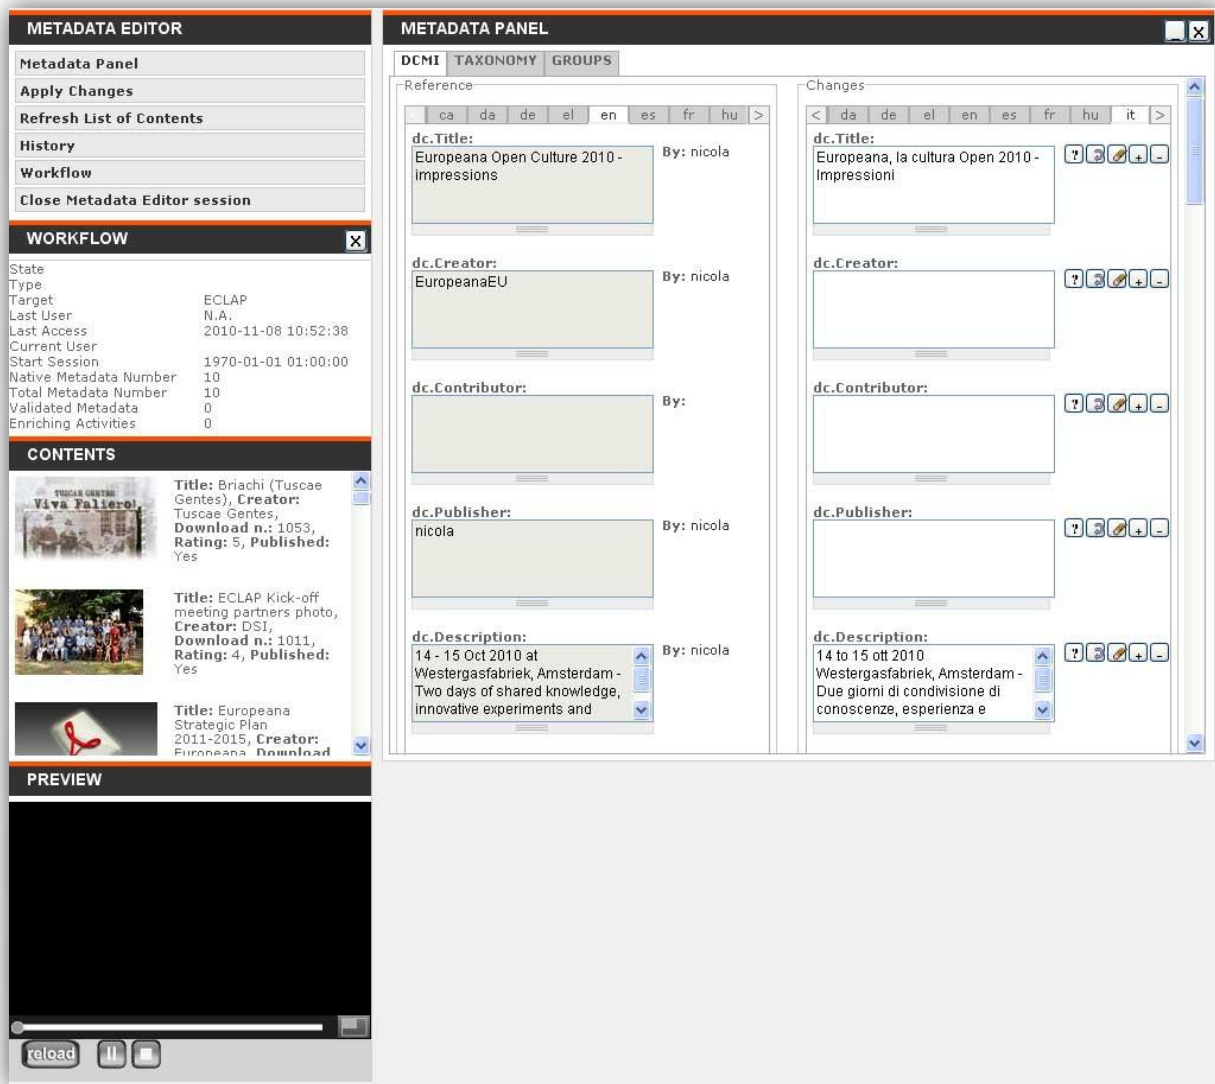 METADATA EDITOR
Metadata Panel
Apply Changes
Refresh List of Contents
History
Workflow
Close Metadata Editor session
WORKFLOW
X
State
Type
Target ECLAP
Last User N.A.
Last Access 2010-11-08 10:52:38
Current User
Start Session 1970-01-01 01:00:00
Native Metadata Number 10
Total Metadata Number 10
Validated Metadata 0
Enriching Activities 0
CONTENTS
TUSCAE GENTES
Viva Faliero!
Title: Briachi (Tuscae
Gentes), Creator:
Tuscae Gentes,
Download n.: 1053,
Rating: 5, Published:
Yes
Title: ECLAP Kick-off
meeting partners photo,
Creator: DSI,
Download n.: 1011,
Rating: 4, Published:
Yes
Title: Europeana
Strategic Plan
2011-2015, Creator:
Europeana, Download
PREVIEW
reload
METADATA PANEL
_ X
DCMI TAXONOMY GROUPS
Reference
< ca da de el en es fr hu >
dc.Title:
Europeana Open Culture 2010 -
impressions
By: nicola
dc.Creator:
EuropeanaEU
By: nicola
dc.Contributor:
By:
dc.Publisher:
nicola
By: nicola
dc.Description:
14 - 15 Oct 2010 at
Westergasfabriek, Amsterdam -
Two days of shared knowledge,
innovative experiments and
By: nicola
Changes
< da de el en es fr hu it >
dc.Title:
Europeana, la cultura Open 2010 -
Impressioni
? + -
dc.Creator:
? + -
dc.Contributor:
? + -
dc.Publisher:
? + -
dc.Description:
14 to 15 ott 2010
Westergasfabriek, Amsterdam -
Due giorni di condivisione di
conoscenze, esperienza e
? + -